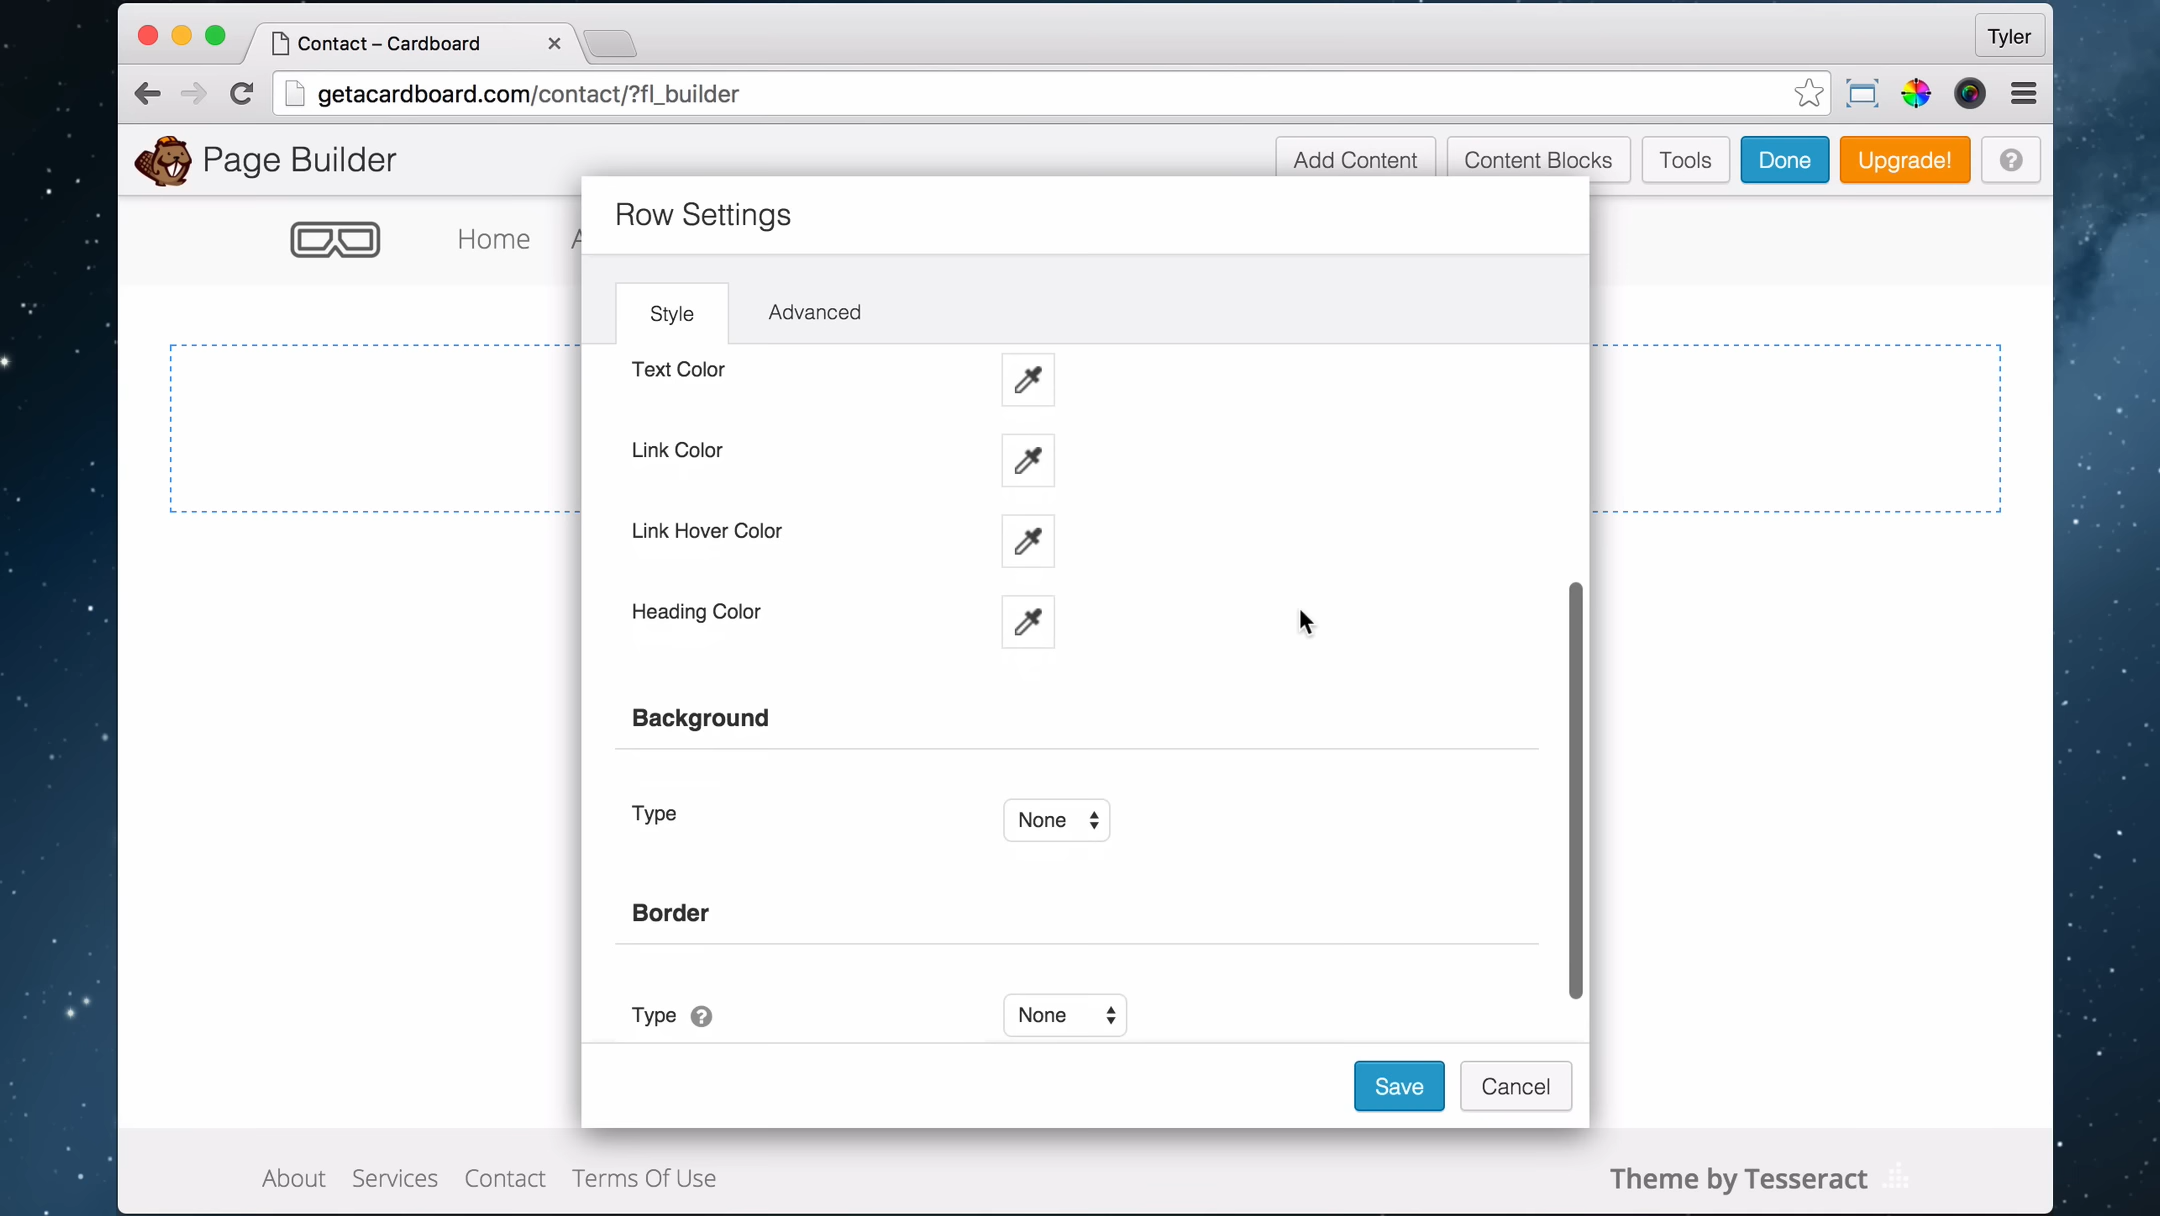 Contact – Cardboard
Tyler
getacardboard.com/contact/?fl_builder
Page Builder
Add Content
Content Blocks
Tools
Done
Upgrade!
?
Home
A
Row Settings
Style
Advanced
Text Color
Link Color
Link Hover Color
Heading Color
Background
Type
None
Border
Type ?
None
Save
Cancel
About
Services
Contact
Terms Of Use
Theme by Tesseract